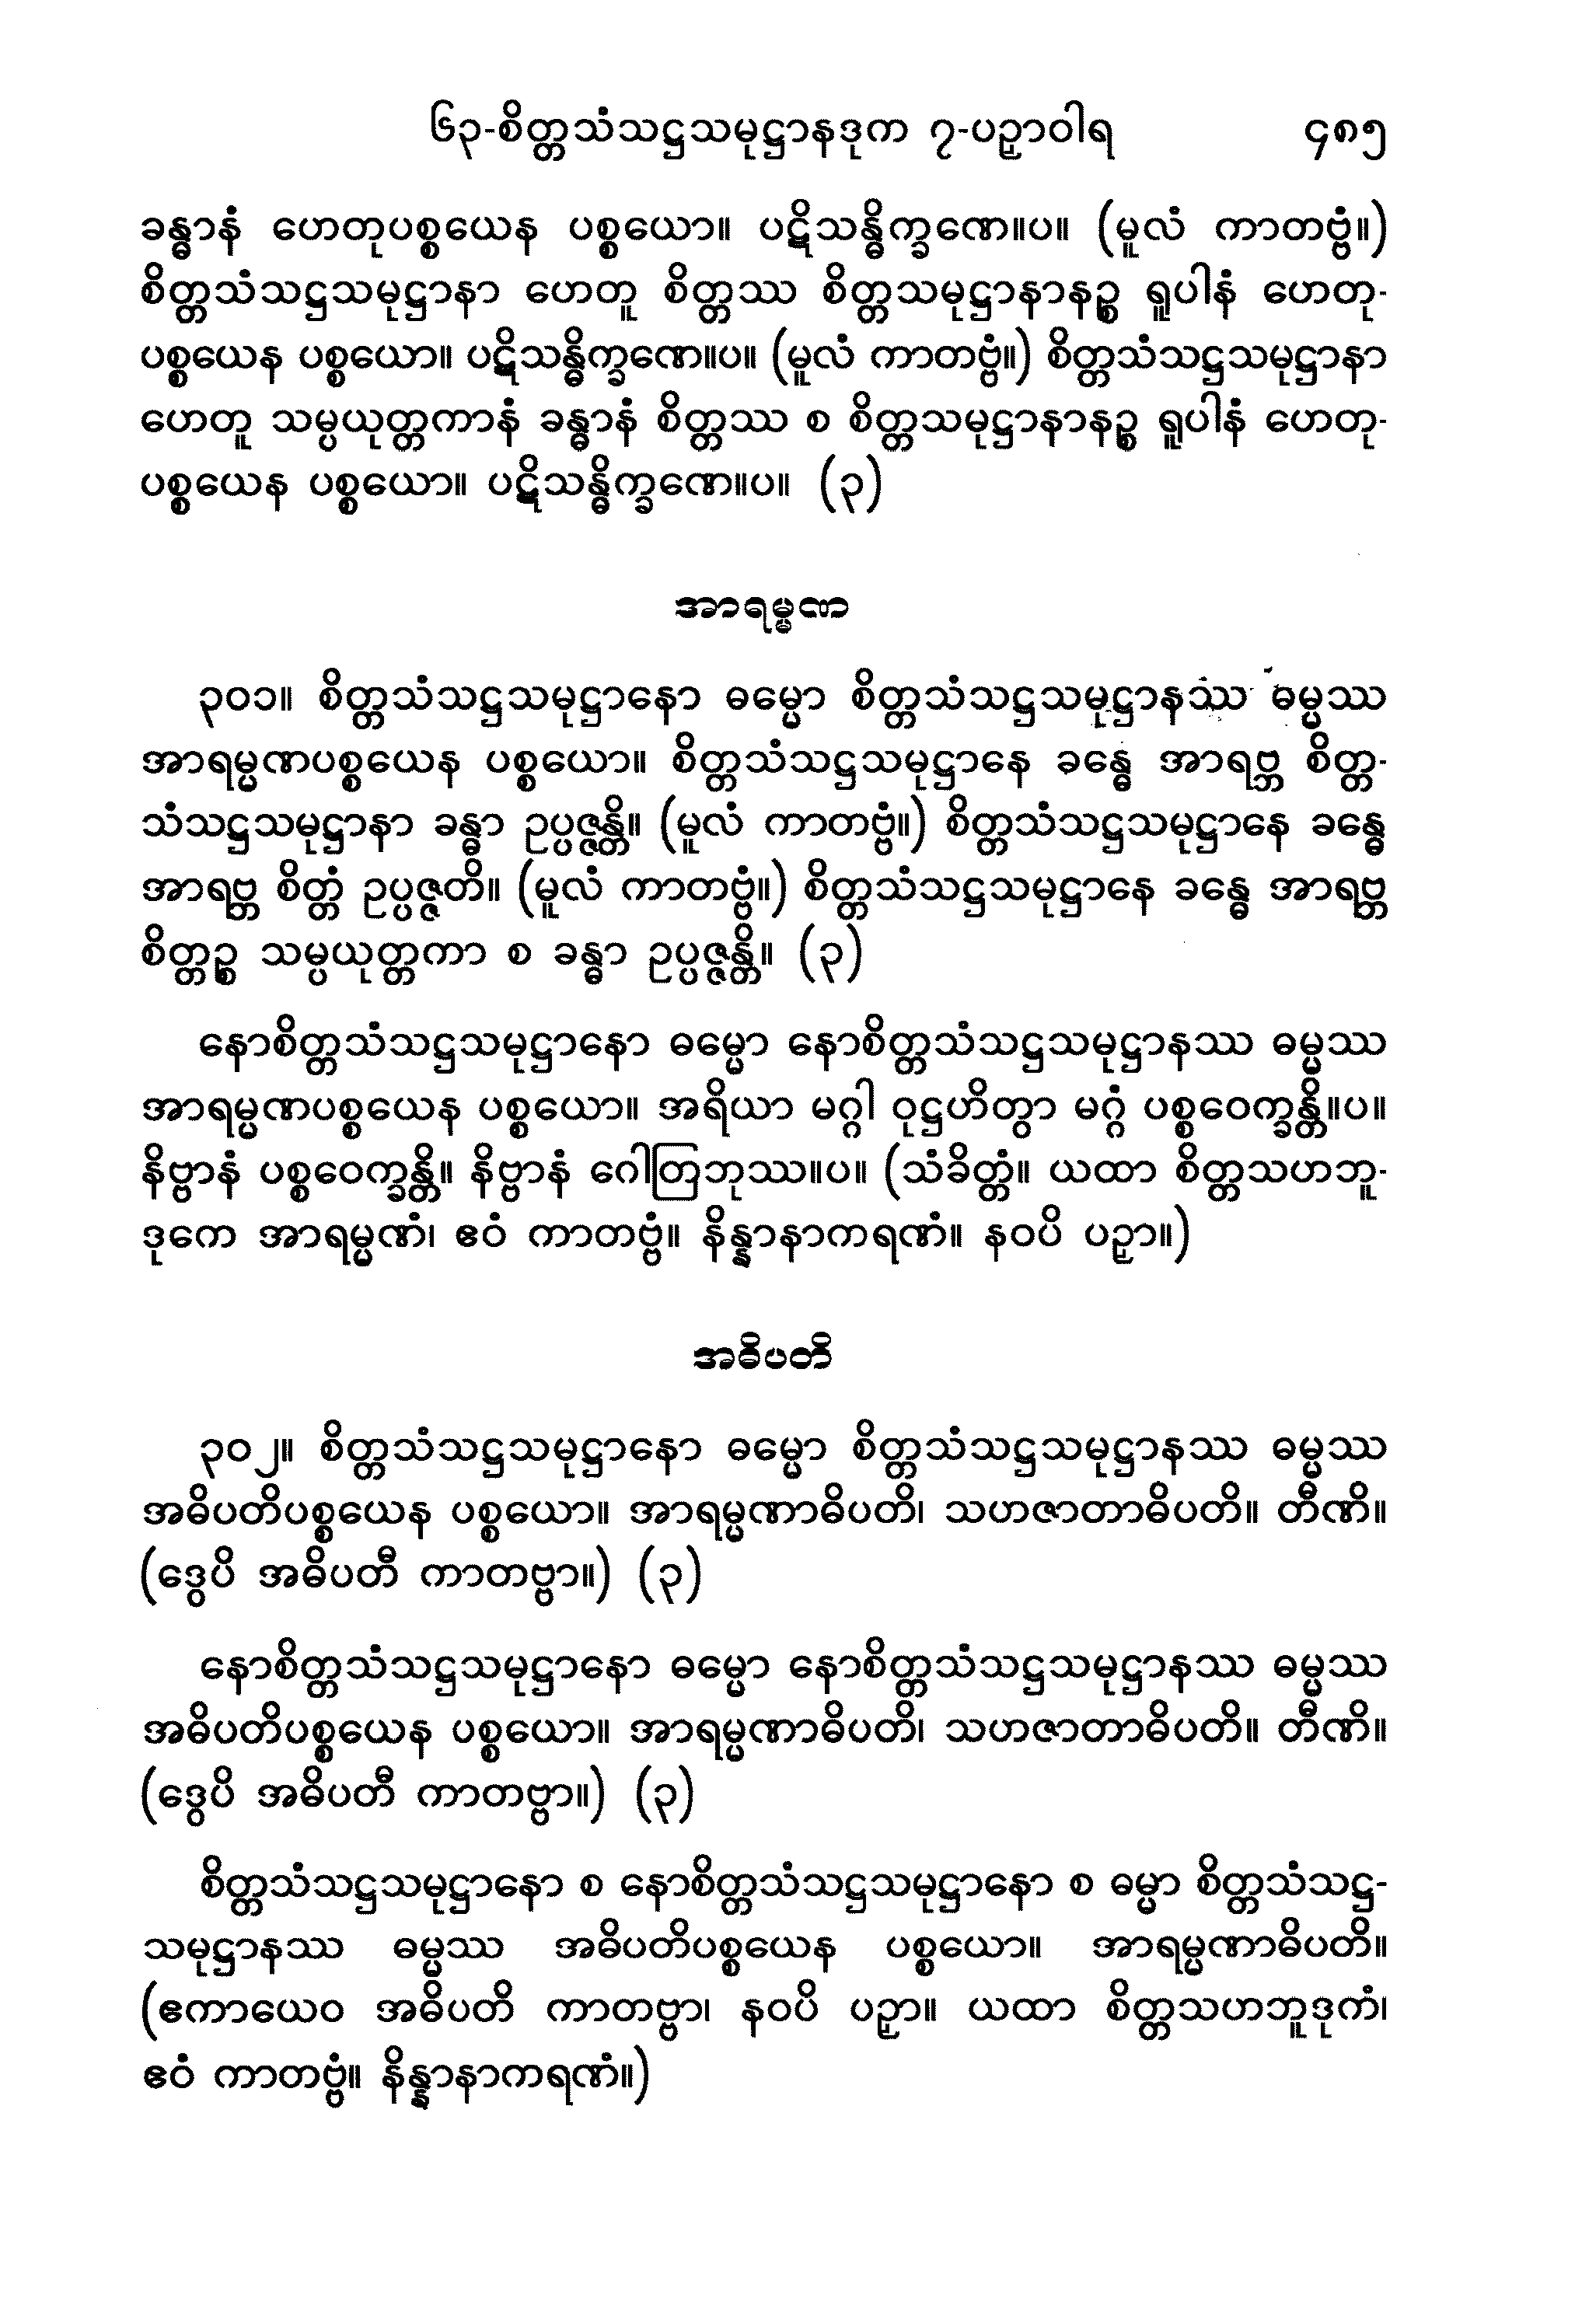 ၆၃-စိတ္တသံသဋ္ဌသမုဋ္ဌာနဒုက ၇-ပဉှာဝါရ ၄၈၅
ခန္ဓာနံ ဟေတုပစ္စယေန ပစ္စယော။ ပဋိသန္ဓိက္ခဏေ။ပ။ (မူလံ ကာတဗ္ဗံ။)
စိတ္တသံသဋ္ဌသမုဋ္ဌာနာ ဟေတူ စိတ္တဿ စိတ္တသမုဋ္ဌာနာနဉ္စ ရူပါနံ ဟေတု-
ပစ္စယေန ပစ္စယော။ ပဋိသန္ဓိက္ခဏေ။ပ။ (မူလံ ကာတဗ္ဗံ။) စိတ္တသံသဋ္ဌသမုဋ္ဌာနာ
ဟေတူ သမ္ပယုတ္တကာနံ ခန္ဓာနံ စိတ္တဿ စ စိတ္တသမုဋ္ဌာနာနဉ္စ ရူပါနံ ဟေတု-
ပစ္စယေန ပစ္စယော။ ပဋိသန္ဓိက္ခဏေ။ပ။ (၃)
အာရမ္မဏ
၃၀၁။ စိတ္တသံသဋ္ဌသမုဋ္ဌာနော ဓမ္မော စိတ္တသံသဋ္ဌသမုဋ္ဌာနဿ ဓမ္မဿ
အာရမ္မဏပစ္စယေန ပစ္စယော။ စိတ္တသံသဋ္ဌသမုဋ္ဌာနေ ခန္ဓေ အာရဗ္ဘ စိတ္တ-
သံသဋ္ဌသမုဋ္ဌာနာ ခန္ဓာ ဥပ္ပဇ္ဇန္တိ။ (မူလံ ကာတဗ္ဗံ။) စိတ္တသံသဋ္ဌသမုဋ္ဌာနေ ခန္ဓေ
အာရဗ္ဘ စိတ္တံ ဥပ္ပဇ္ဇတိ။ (မူလံ ကာတဗ္ဗံ။) စိတ္တသံသဋ္ဌသမုဋ္ဌာနေ ခန္ဓေ အာရဗ္ဘ
စိတ္တဉ္စ သမ္ပယုတ္တကာ စ ခန္ဓာ ဥပ္ပဇ္ဇန္တိ။ (၃)
နောစိတ္တသံသဋ္ဌသမုဋ္ဌာနော ဓမ္မော နောစိတ္တသံသဋ္ဌသမုဋ္ဌာနဿ ဓမ္မဿ
အာရမ္မဏပစ္စယေန ပစ္စယော။ အရိယာ မဂ္ဂါ ဝုဋ္ဌဟိတွာ မဂ္ဂံ ပစ္စဝေက္ခန္တိ။ပ။
နိဗ္ဗာနံ ပစ္စဝေက္ခန္တိ။ နိဗ္ဗာနံ ဂေါတြဘုဿ။ပ။ (သံခိတ္တံ။ ယထာ စိတ္တသဟဘူ-
ဒုကေ အာရမ္မဏံ၊ ဧဝံ ကာတဗ္ဗံ။ နိန္နာနာကရဏံ။ နဝပိ ပဉှာ။)
အဓိပတိ
၃၀၂။ စိတ္တသံသဋ္ဌသမုဋ္ဌာနော ဓမ္မော စိတ္တသံသဋ္ဌသမုဋ္ဌာနဿ ဓမ္မဿ
အဓိပတိပစ္စယေန ပစ္စယော။ အာရမ္မဏာဓိပတိ၊ သဟဇာတာဓိပတိ။ တီဏိ။
(ဒွေပိ အဓိပတီ ကာတဗ္ဗာ။) (၃)
နောစိတ္တသံသဋ္ဌသမုဋ္ဌာနော ဓမ္မော နောစိတ္တသံသဋ္ဌသမုဋ္ဌာနဿ ဓမ္မဿ
အဓိပတိပစ္စယေန ပစ္စယော။ အာရမ္မဏာဓိပတိ၊ သဟဇာတာဓိပတိ။ တီဏိ။
(ဒွေပိ အဓိပတီ ကာတဗ္ဗာ။) (၃)
စိတ္တသံသဋ္ဌသမုဋ္ဌာနော စ နောစိတ္တသံသဋ္ဌသမုဋ္ဌာနော စ ဓမ္မာ စိတ္တသံသဋ္ဌ-
သမုဋ္ဌာနဿ ဓမ္မဿ အဓိပတိပစ္စယေန ပစ္စယော။ အာရမ္မဏာဓိပတိ။
(ဧကာယေဝ အဓိပတိ ကာတဗ္ဗာ၊ နဝပိ ပဉှာ။ ယထာ စိတ္တသဟဘူဒုကံ၊
ဧဝံ ကာတဗ္ဗံ။ နိန္နာနာကရဏံ။)